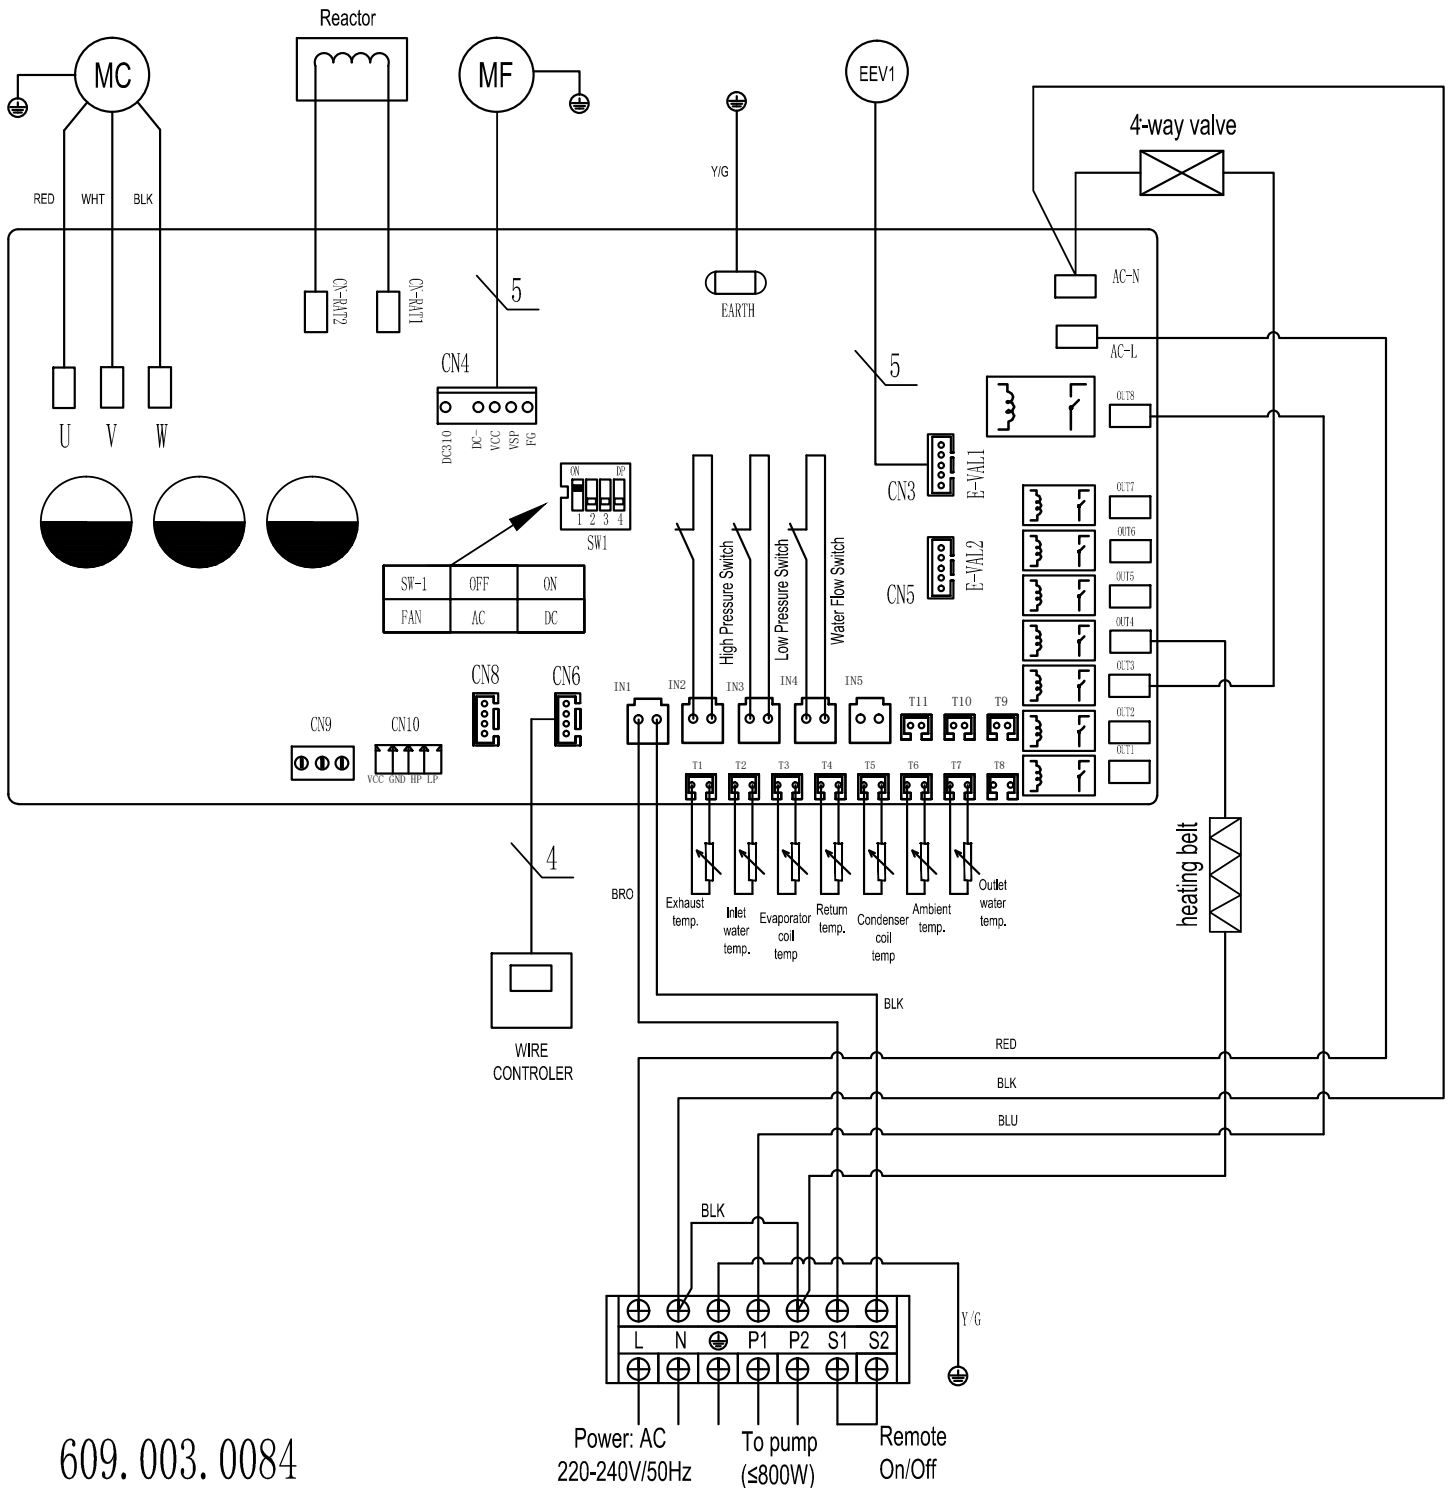 Reactor
MC
MF
EEV1
4-way valve
Y/G
RED
WHT
BLK
CN-RAT2
CN-RAT1
5
EARTH
AC-N
AC-L
CN4
5
DC310
DC-
VCC
VSP
FG
U
V
W
OUT8
ON
DP
1 2 3 4
SW1
CN3
E-VAL1
OUT7
OUT6
CN5
E-VAL2
OUT5
OUT4
OUT3
OUT2
OUT1
SW-1
OFF
ON
FAN
AC
DC
High Pressure Switch
Low Pressure Switch
Water Flow Switch
CN8
CN6
IN1
IN2
IN3
IN4
IN5
T11
T10
T9
CN9
CN10
VCC GND HP LP
T1
T2
T3
T4
T5
T6
T7
T8
4
BRO
Exhaust
temp.
Inlet
water
temp.
Evaporator
coil
temp
Return
temp.
Condenser
coil
temp
Ambient
temp.
Outlet
water
temp.
heating belt
WIRE
CONTROLER
BLK
RED
BLK
BLU
BLK
Y/G
L
N
P1
P2
S1
S2
Power: AC
220-240V/50Hz
To pump
(≤800W)
Remote
On/Off
609.003.0084